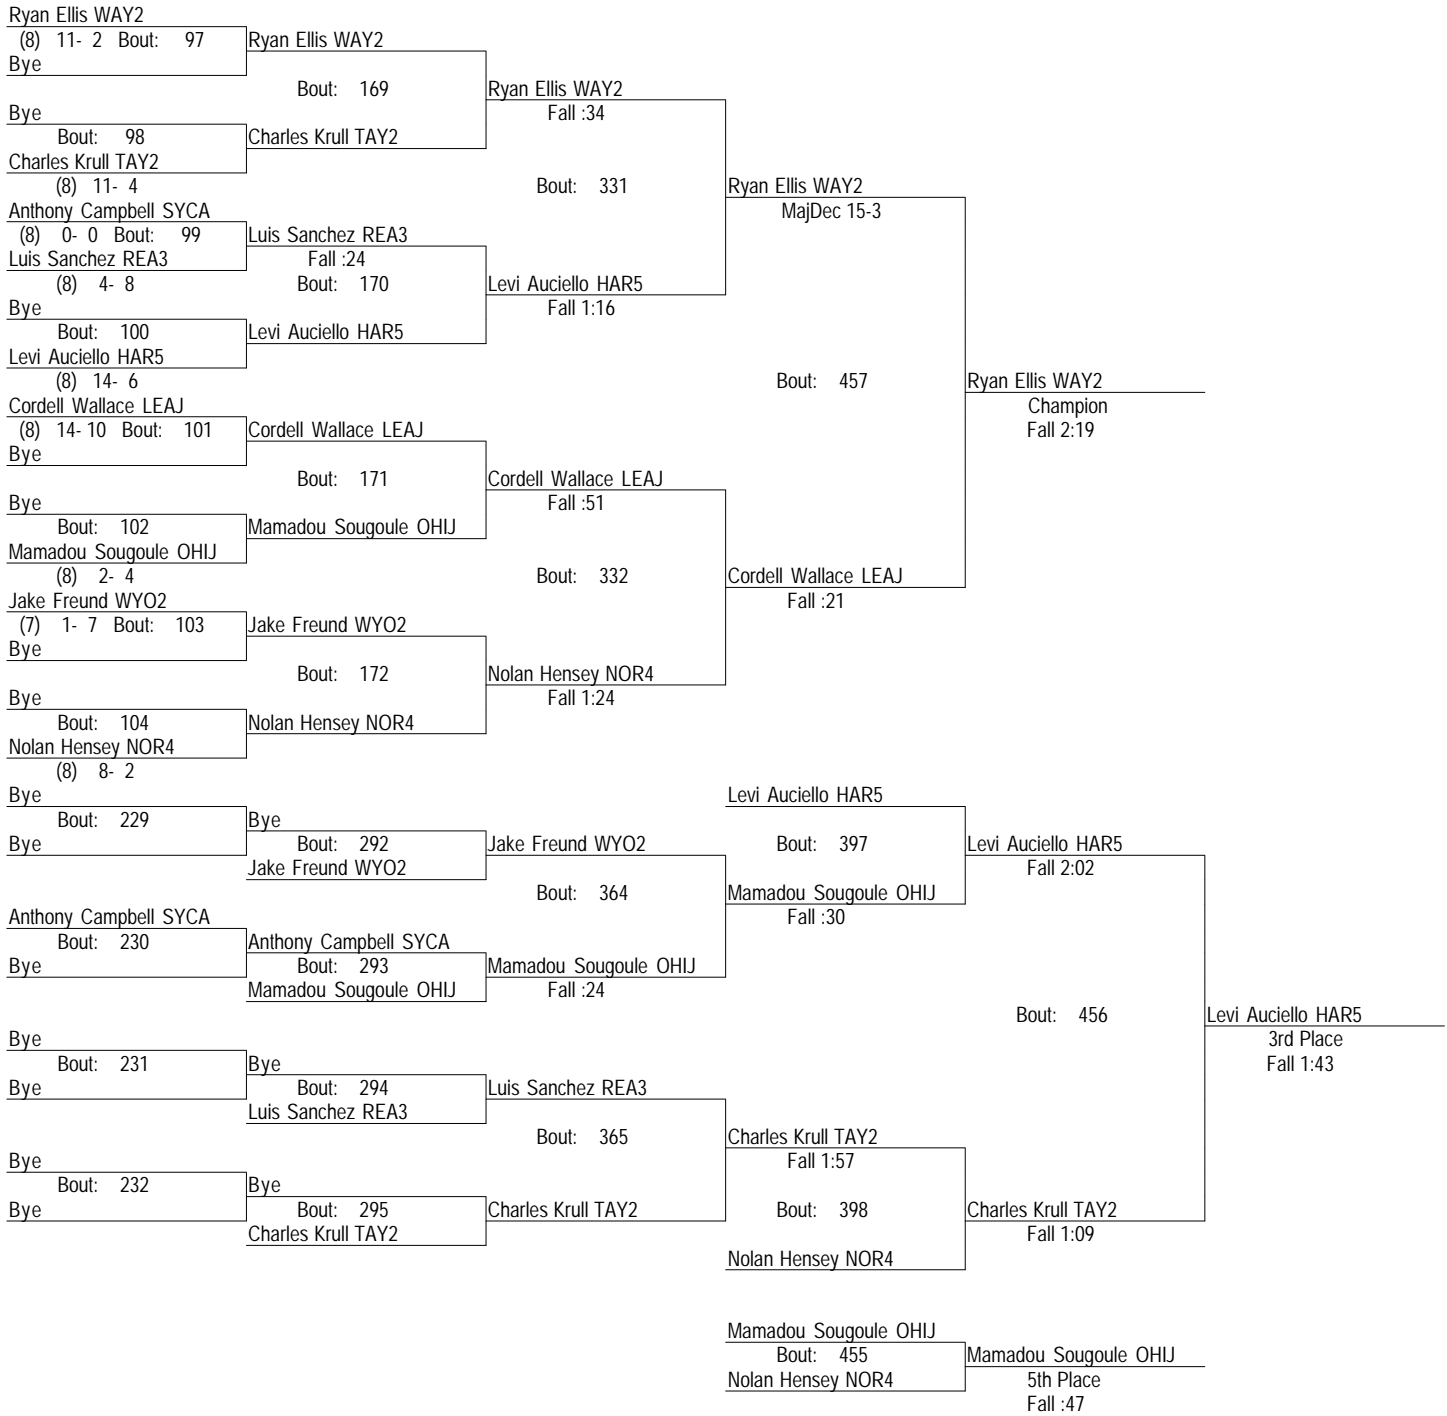 Ryan Ellis WAY2
(8) 11- 2 Bout: 97 Ryan Ellis WAY2
Bye
Bout: 169 Ryan Ellis WAY2
Bye Fall :34
Bout: 98 Charles Krull TAY2
Charles Krull TAY2
(8) 11- 4 Bout: 331 Ryan Ellis WAY2
Anthony Campbell SYCA MajDec 15-3
(8) 0- 0 Bout: 99 Luis Sanchez REA3
Luis Sanchez REA3 Fall :24
(8) 4- 8 Bout: 170 Levi Auciello HAR5
Bye Fall 1:16
Bout: 100 Levi Auciello HAR5
Levi Auciello HAR5
(8) 14- 6 Bout: 457 Ryan Ellis WAY2
Cordell Wallace LEAJ Champion
(8) 14- 10 Bout: 101 Cordell Wallace LEAJ Fall 2:19
Bye
Bout: 171 Cordell Wallace LEAJ
Bye Fall :51
Bout: 102 Mamadou Sougoule OHIJ
Mamadou Sougoule OHIJ
(8) 2- 4 Bout: 332 Cordell Wallace LEAJ
Jake Freund WYO2 Fall :21
(7) 1- 7 Bout: 103 Jake Freund WYO2
Bye
Bout: 172 Nolan Hensey NOR4
Bye Fall 1:24
Bout: 104 Nolan Hensey NOR4
Nolan Hensey NOR4
(8) 8- 2
Bye Levi Auciello HAR5
Bout: 229 Bye
Bye Bout: 292 Jake Freund WYO2 Bout: 397 Levi Auciello HAR5
Jake Freund WYO2 Fall 2:02
Bout: 364 Mamadou Sougoule OHIJ
Anthony Campbell SYCA Fall :30
Bout: 230 Anthony Campbell SYCA
Bye Bout: 293 Mamadou Sougoule OHIJ
Mamadou Sougoule OHIJ Fall :24
Bout: 456 Levi Auciello HAR5
Bye 3rd Place
Bout: 231 Bye Fall 1:43
Bye Bout: 294 Luis Sanchez REA3
Luis Sanchez REA3
Bout: 365 Charles Krull TAY2
Bye Fall 1:57
Bout: 232 Bye
Bye Bout: 295 Charles Krull TAY2 Bout: 398 Charles Krull TAY2
Charles Krull TAY2 Fall 1:09
Nolan Hensey NOR4
Mamadou Sougoule OHIJ
Bout: 455 Mamadou Sougoule OHIJ
Nolan Hensey NOR4 5th Place
Fall :47